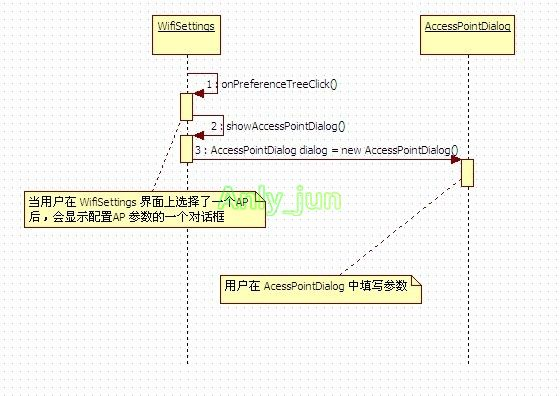 WifiSettings
AccessPointDialog
1 : onPreferenceTreeClick()
2 : showAccessPointDialog()
3 : AccessPointDialog dialog = new AccessPointDialog()
当用户在 WifiSettings 界面上选择了一个AP
后，会显示配置AP 参数的一个对话框
Anly_jun
用户在 AcessPointDialog 中填写参数